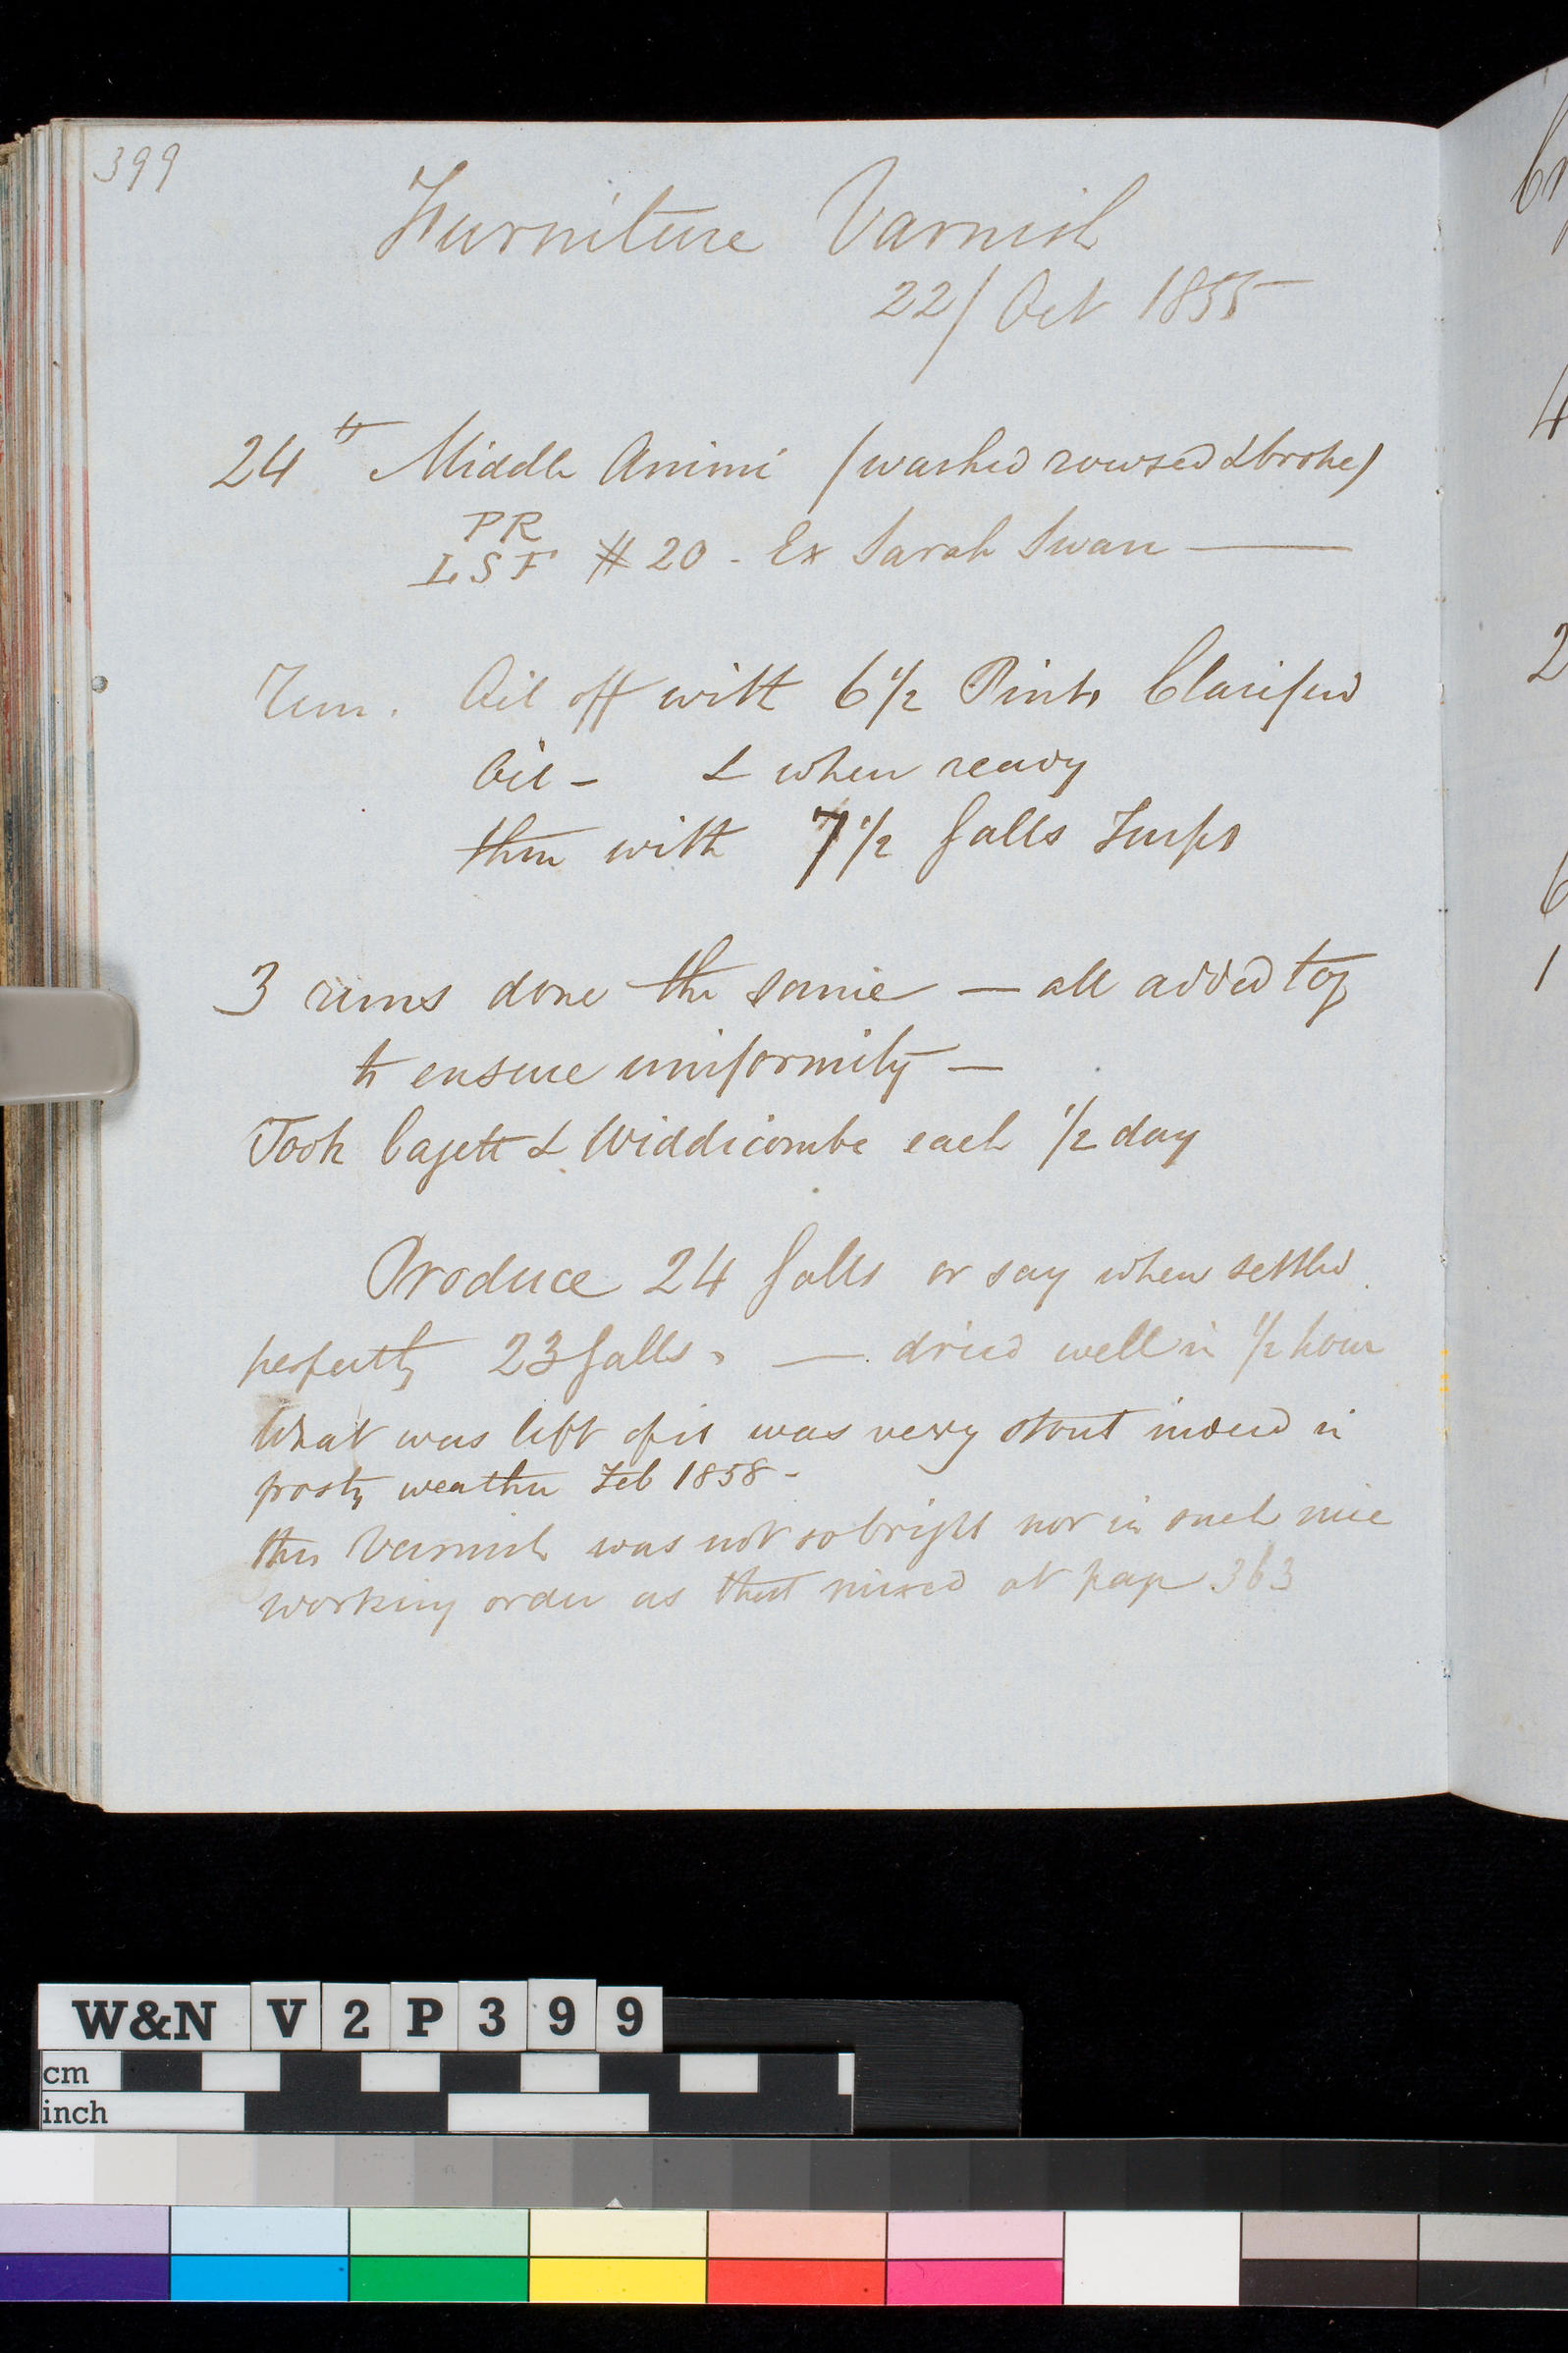 399
Furniture Varnish
22/ Oct 1855
24 lb Middle Animi (washed rowsed & broke)
PR
LSF # 20 - Ex Sarah Swan —
Run. Oil off with 6 1/2 Pints Clarified
Oil - & when ready
thin with 7 1/2 Galls Turps
3 runs done the same — all added tog
to ensure uniformity —
Took & Widdicombe each 1/2 day
Produce 24 Galls or say when settled
perfectly 23 Galls. — dried well in 1/2 hour
What was left of it was very stout indeed in
frosty weather Feb 1858 -
this Varnish was not so bright nor in such nice
working order as that mixed at page 363
W&N V2P399
cm
inch